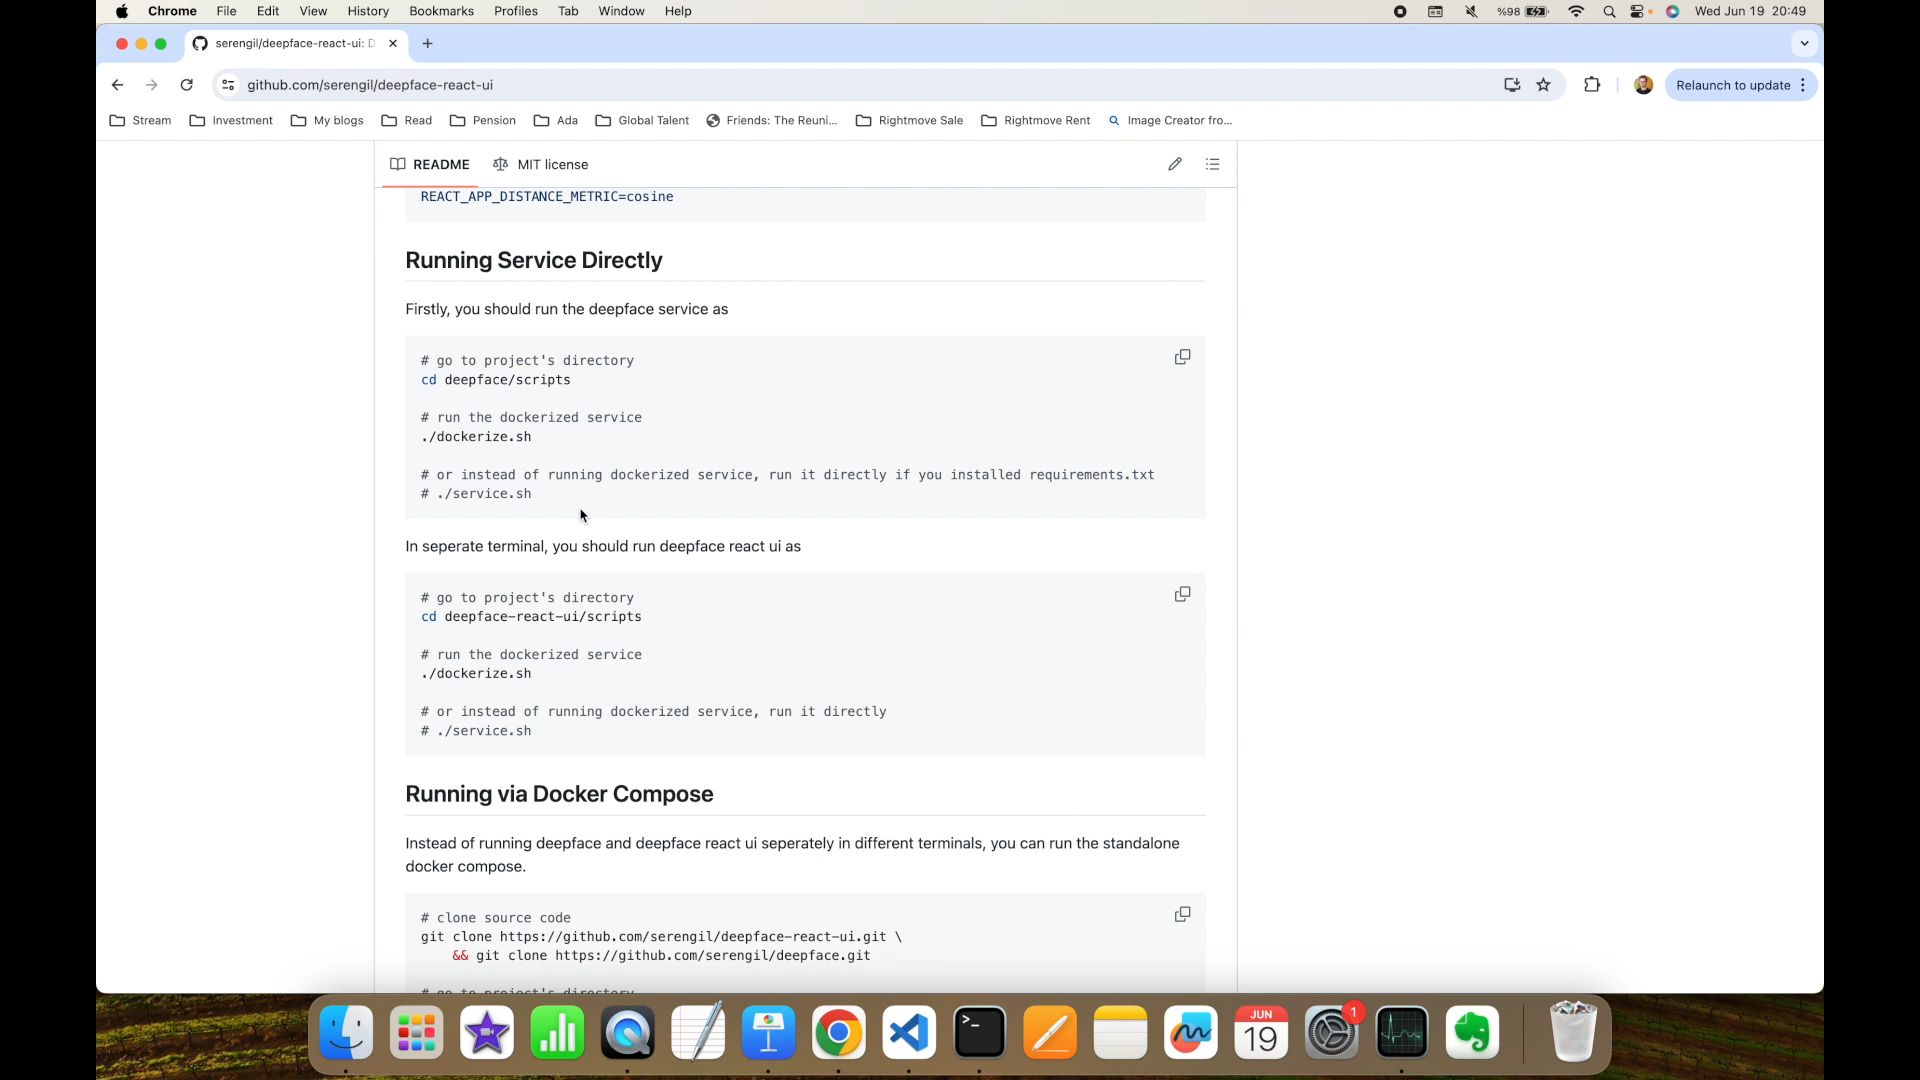 Chrome File Edit View History Bookmarks Profiles Tab Window Help %98 Wed Jun 19 20:49
serengil/deepface-react-ui: D
github.com/serengil/deepface-react-ui Relaunch to update
Stream Investment My blogs Read Pension Ada Global Talent Friends: The Reuni... Rightmove Sale Rightmove Rent Image Creator fro...
README MIT license
REACT_APP_DISTANCE_METRIC=cosine
Running Service Directly
Firstly, you should run the deepface service as
# go to project's directory
cd deepface/scripts
# run the dockerized service
./dockerize.sh
# or instead of running dockerized service, run it directly if you installed requirements.txt
# ./service.sh
In seperate terminal, you should run deepface react ui as
# go to project's directory
cd deepface-react-ui/scripts
# run the dockerized service
./dockerize.sh
# or instead of running dockerized service, run it directly
# ./service.sh
Running via Docker Compose
Instead of running deepface and deepface react ui seperately in different terminals, you can run the standalone
docker compose.
# clone source code
git clone https://github.com/serengil/deepface-react-ui.git \
&& git clone https://github.com/serengil/deepface.git
# go to project's directory
>_
JUN
19
1